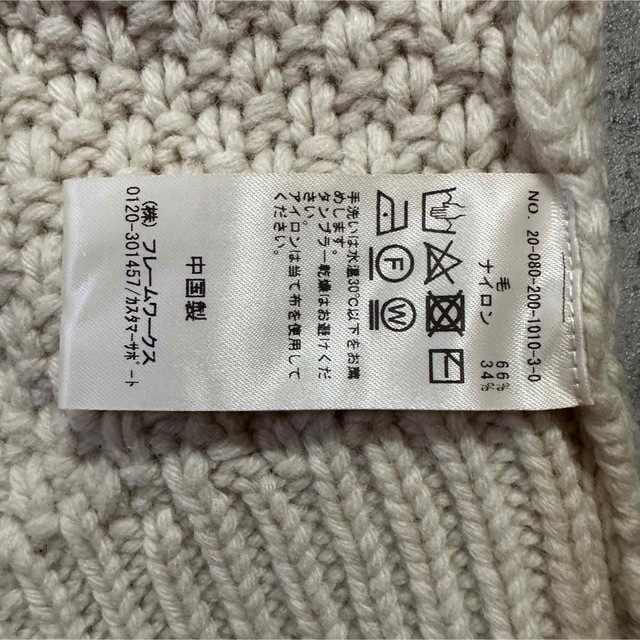 NO. 20-080-200-1010-3-0
毛 66%
ナイロン 34%
F
W
手洗いは水温30℃以下をお薦
めします。
タンブラー乾燥はお避けくだ
さい。
アイロンは当て布を使用して
ください。
中国製
(株) フレームワークス
0120-301457/カスタマーサポート